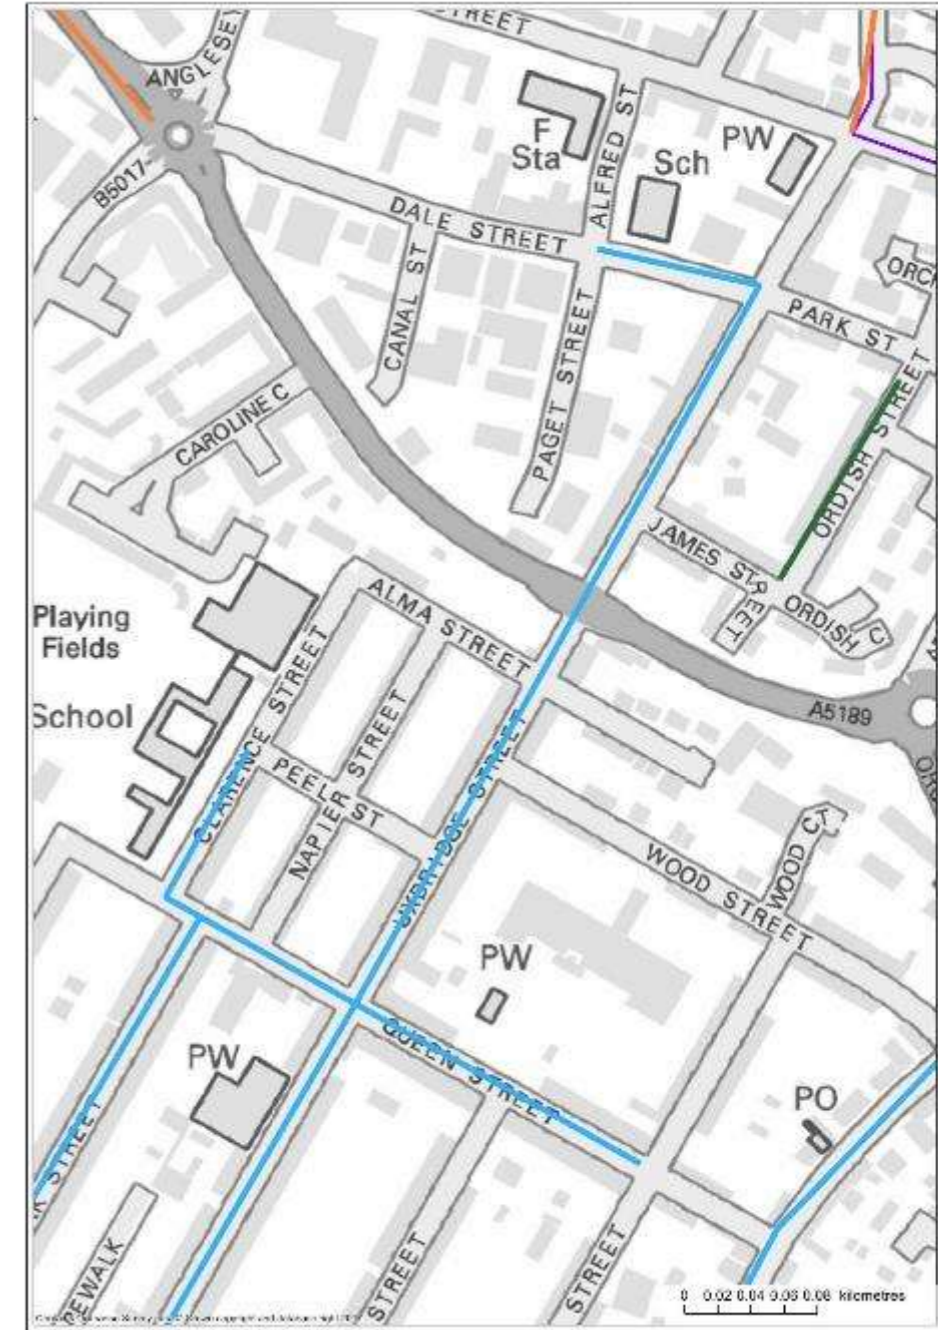 STREET
ANGLESEY
F
Sta
ALFRED ST
PW
Sch
B5017
DALE STREET
CANAL ST
ORCH
PARK ST
PAGET STREET
ORDISH STREET
CAROLINE C
JAMES STREET
ORDISH C
Playing
Fields
ALMA STREET
School
CLARENCE STREET
NAPIER STREET
A5189
PEEL ST
UXBRIDGE STREET
WOOD STREET
WOOD CT
PW
QUEEN STREET
PW
PO
STREET
EWALK
STREET
STREET
0 0.02 0.04 0.06 0.08 kilometres